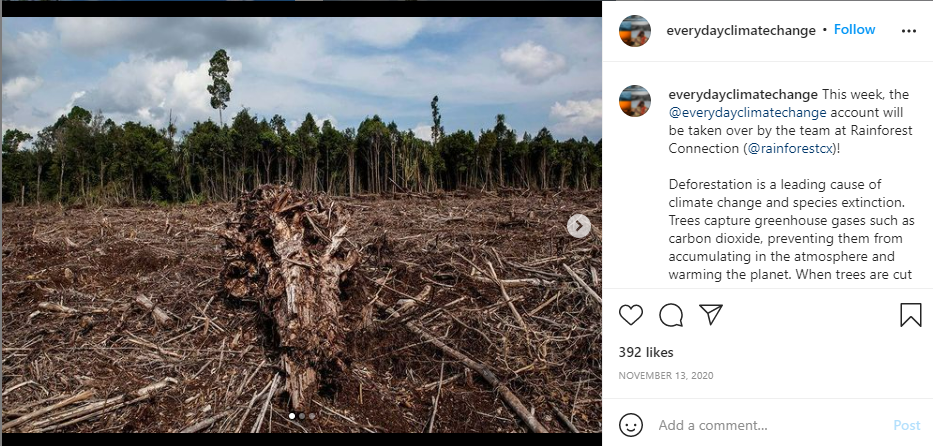 everydayclimatechange • Follow
everydayclimatechange This week, the
@everydayclimatechange account will
be taken over by the team at Rainforest
Connection (@rainforestcx)!
Deforestation is a leading cause of
climate change and species extinction.
Trees capture greenhouse gases such as
carbon dioxide, preventing them from
accumulating in the atmosphere and
warming the planet. When trees are cut
392 likes
NOVEMBER 13, 2020
Add a comment... Post